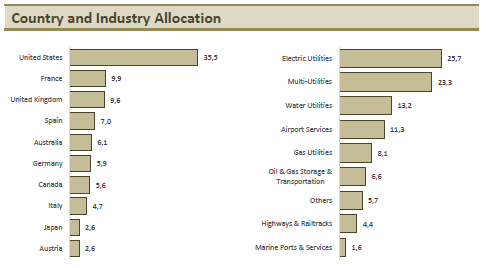 Country and Industry Allocation
United States 35,5
France 9,9
United Kingdom 9,6
Spain 7,0
Australia 6,1
Germany 5,9
Canada 5,6
Italy 4,7
Japan 2,6
Austria 2,6
Electric Utilities 25,7
Multi-Utilities 23,3
Water Utilities 13,2
Airport Services 11,3
Gas Utilities 8,1
Oil & Gas Storage &
Transportation 6,6
Others 5,7
Highways & Railtracks 4,4
Marine Ports & Services 1,6